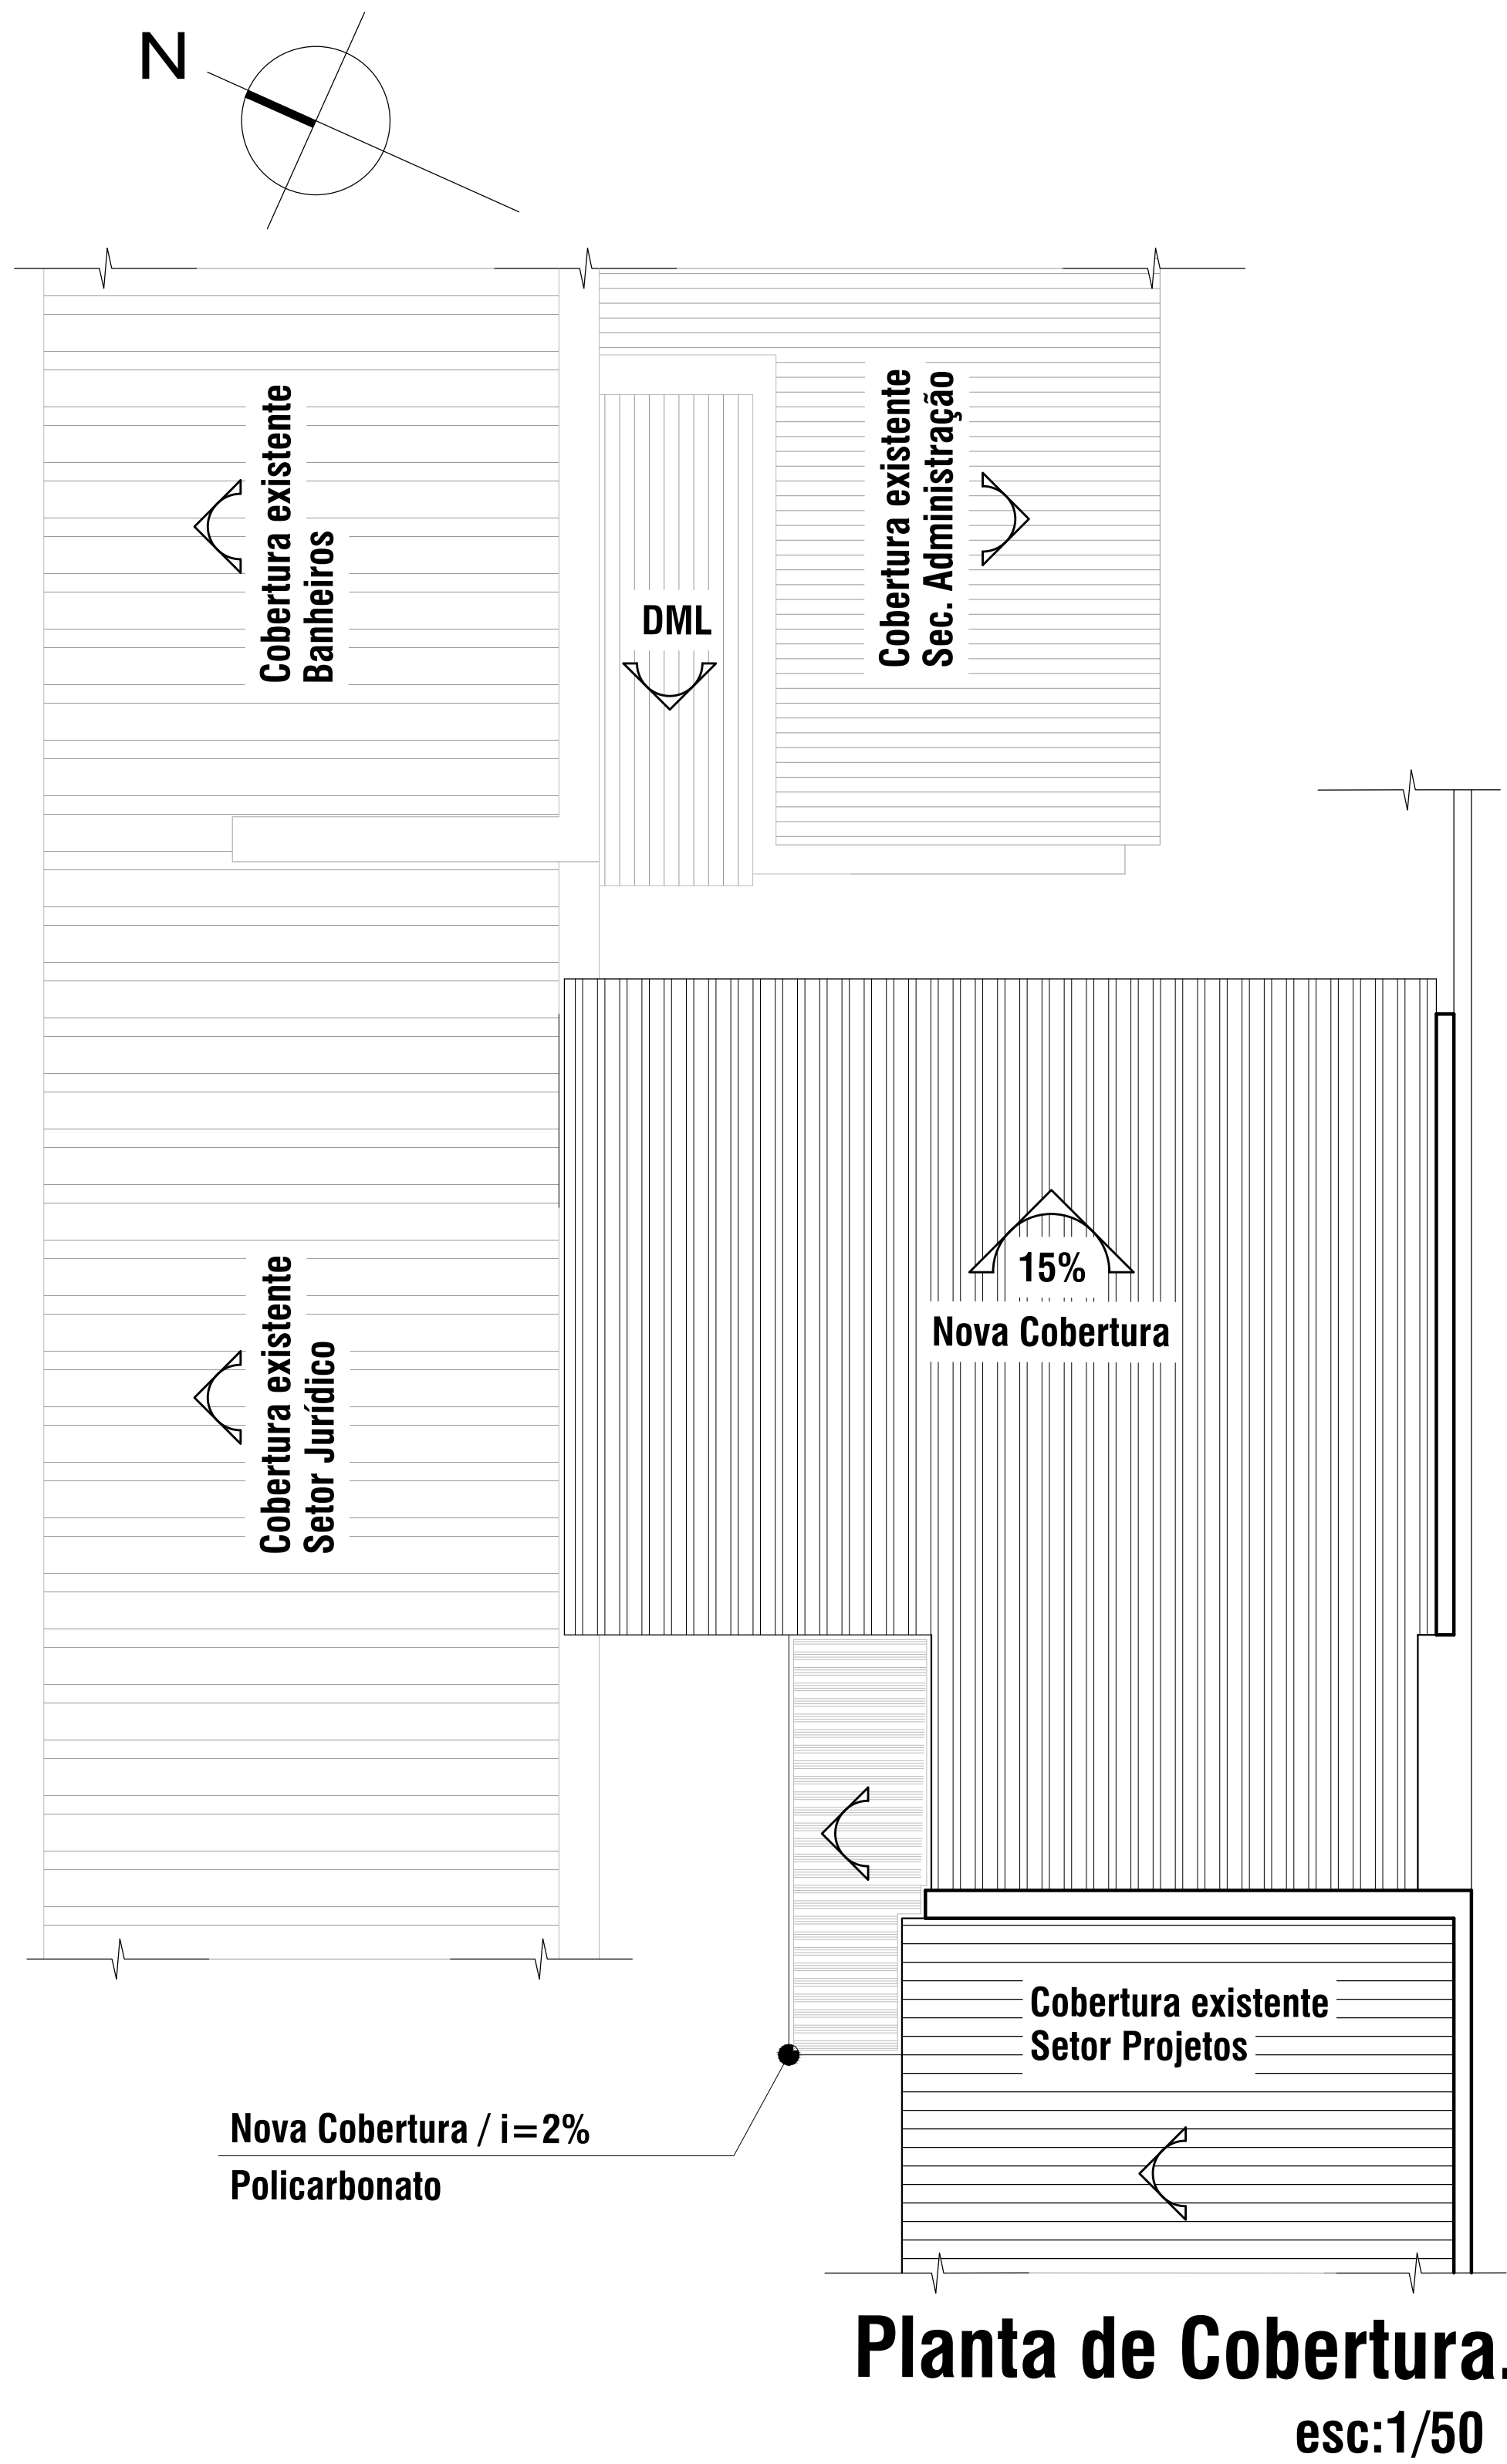 N
Cobertura existente
Banheiros
DML
Cobertura existente
Sec. Administração
15%
Nova Cobertura
Cobertura existente
Setor Jurídico
Cobertura existente
Setor Projetos
Nova Cobertura / i=2%
Policarbonato
Planta de Cobertura.
esc:1/50